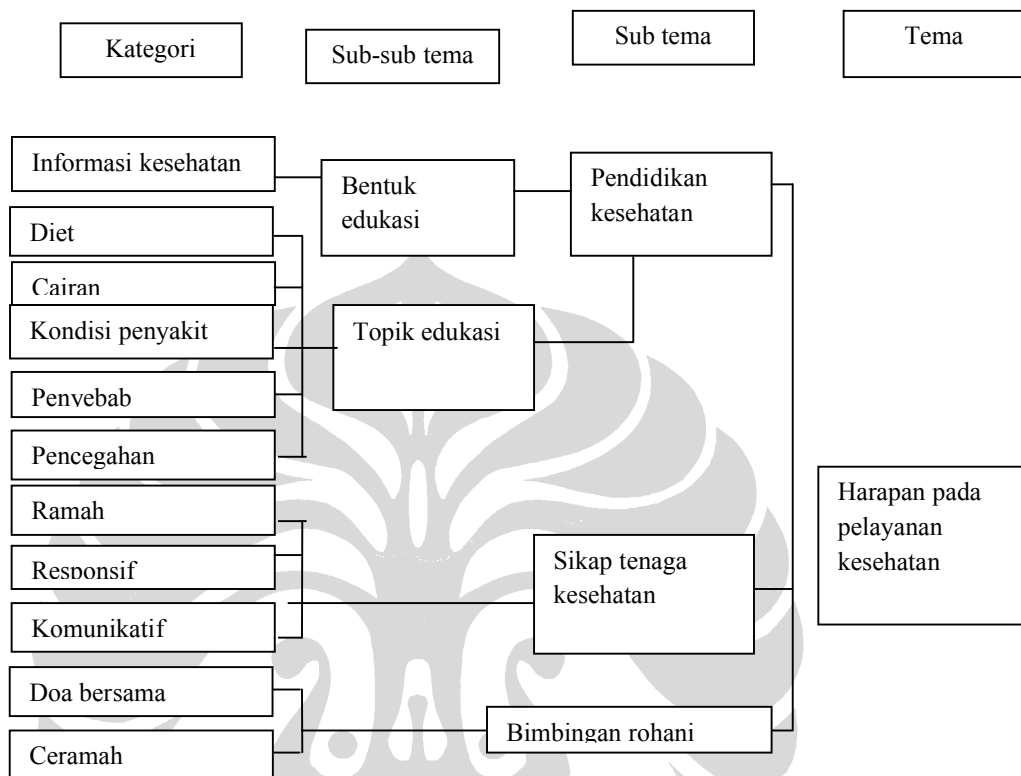 Kategori
Sub-sub tema
Sub tema
Tema
Informasi kesehatan
Diet
Cairan
Kondisi penyakit
Penyebab
Pencegahan
Ramah
Responsif
Komunikatif
Doa bersama
Ceramah
Bentuk
edukasi
Topik edukasi
Pendidikan
kesehatan
Sikap tenaga
kesehatan
Bimbingan rohani
Harapan pada
pelayanan
kesehatan